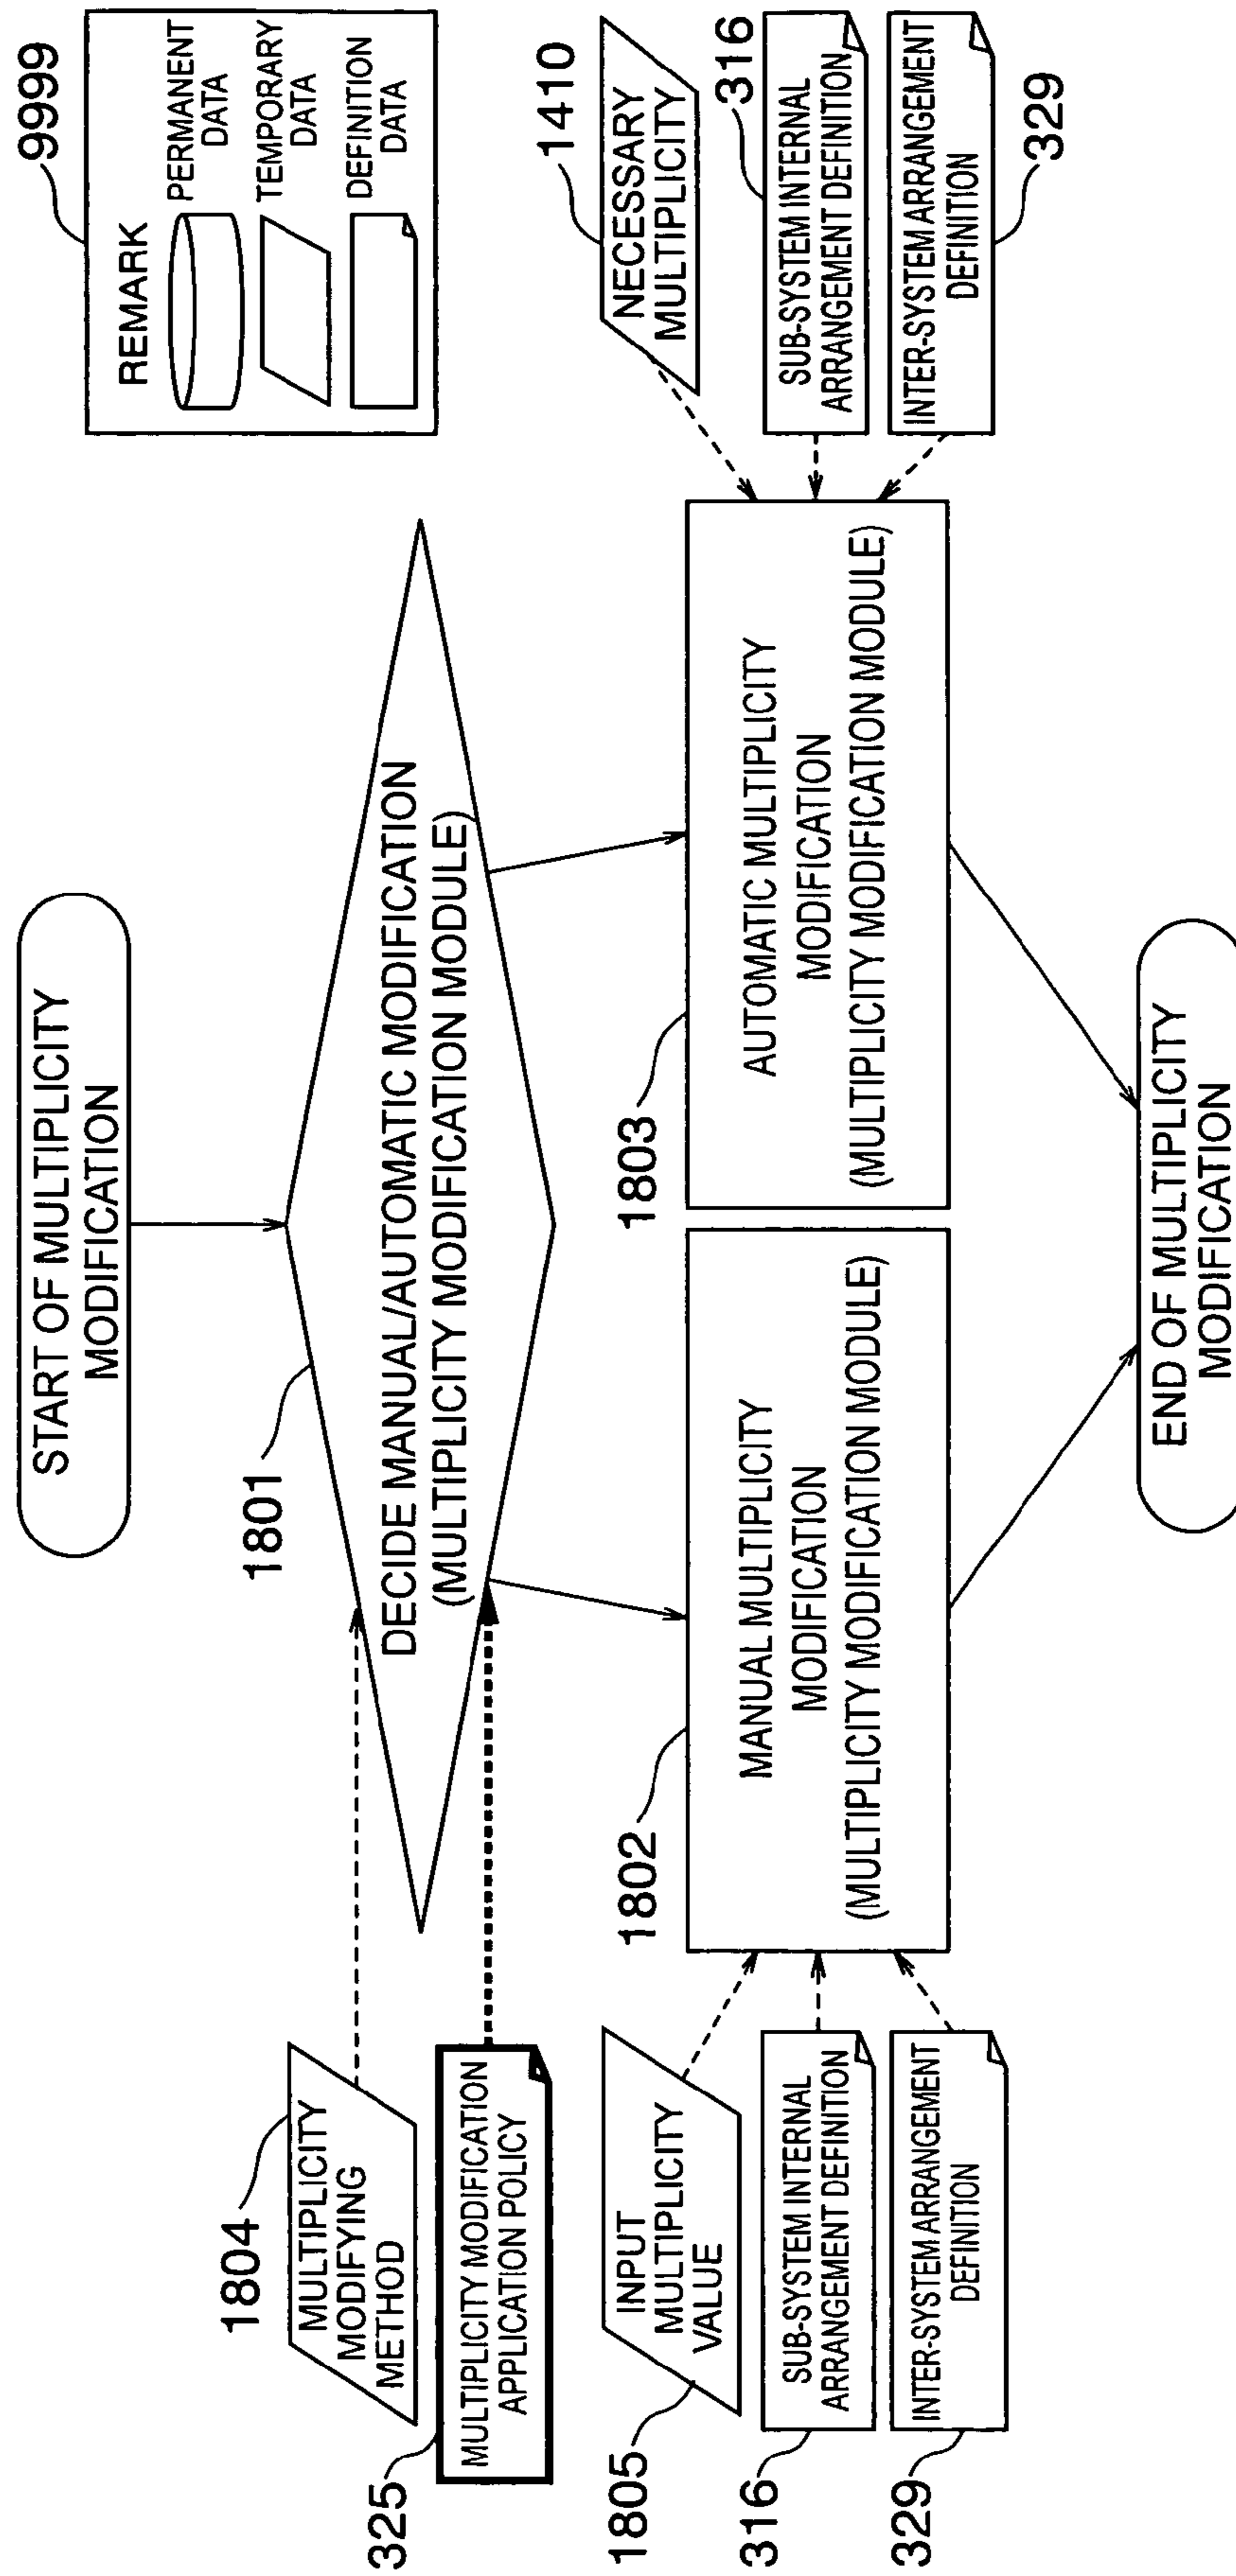 START OF MULTIPLICITY
MODIFICATION
9999
REMARK
PERMANENT
DATA
TEMPORARY
DATA
DEFINITION
DATA
1804
MULTIPLICITY
MODIFYING
METHOD
325
MULTIPLICITY MODIFICATION
APPLICATION POLICY
1801
DECIDE MANUAL/AUTOMATIC MODIFICATION
(MULTIPLICITY MODIFICATION MODULE)
1805
INPUT
MULTIPLICITY
VALUE
316
SUB-SYSTEM INTERNAL
ARRANGEMENT DEFINITION
329
INTER-SYSTEM ARRANGEMENT
DEFINITION
1802
MANUAL MULTIPLICITY
MODIFICATION
(MULTIPLICITY MODIFICATION MODULE)
1803
AUTOMATIC MULTIPLICITY
MODIFICATION
(MULTIPLICITY MODIFICATION MODULE)
1410
NECESSARY
MULTIPLICITY
316
SUB-SYSTEM INTERNAL
ARRANGEMENT DEFINITION
INTER-SYSTEM ARRANGEMENT
DEFINITION
329
END OF MULTIPLICITY
MODIFICATION